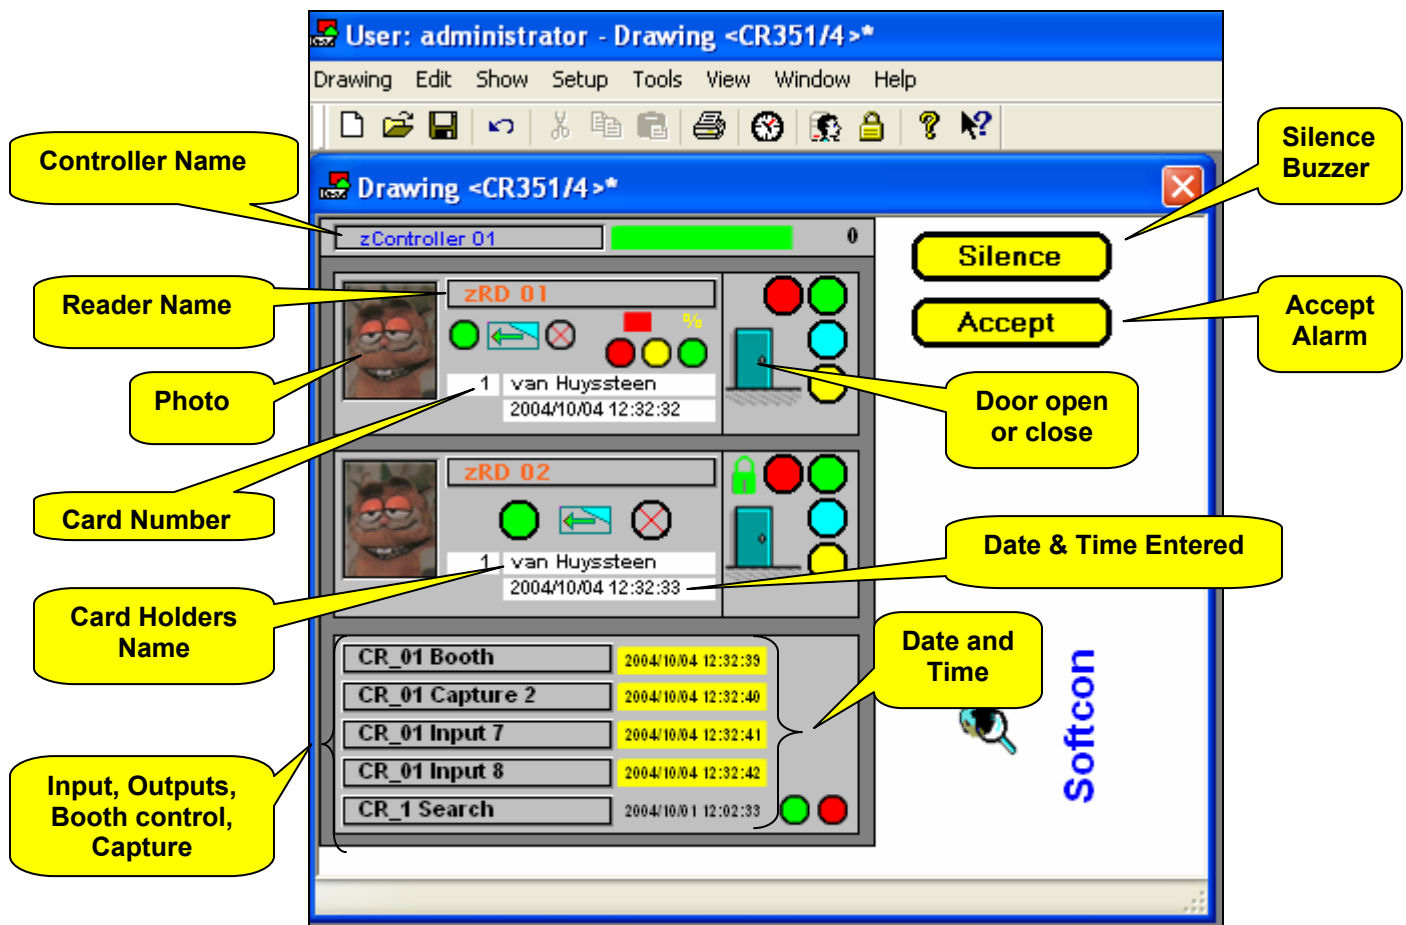 User: administrator - Drawing <CR351/4>*
Drawing Edit Show Setup Tools View Window Help
Silence
Buzzer
Controller Name
Drawing <CR351/4>*
zController 01
0
Silence
Reader Name
zRD 01
%
Accept
Accept
Alarm
Photo
1 van Huyssteen
2004/10/04 12:32:32
Door open
or close
zRD 02
Card Number
1 van Huyssteen
2004/10/04 12:32:33
Date & Time Entered
Card Holders
Name
CR_01 Booth 2004/10/04 12:32:39
CR_01 Capture 2 2004/10/04 12:32:40
CR_01 Input 7 2004/10/04 12:32:41
CR_01 Input 8 2004/10/04 12:32:42
CR_1 Search 2004/10/01 12:02:33
Date and
Time
Softcon
Input, Outputs,
Booth control,
Capture